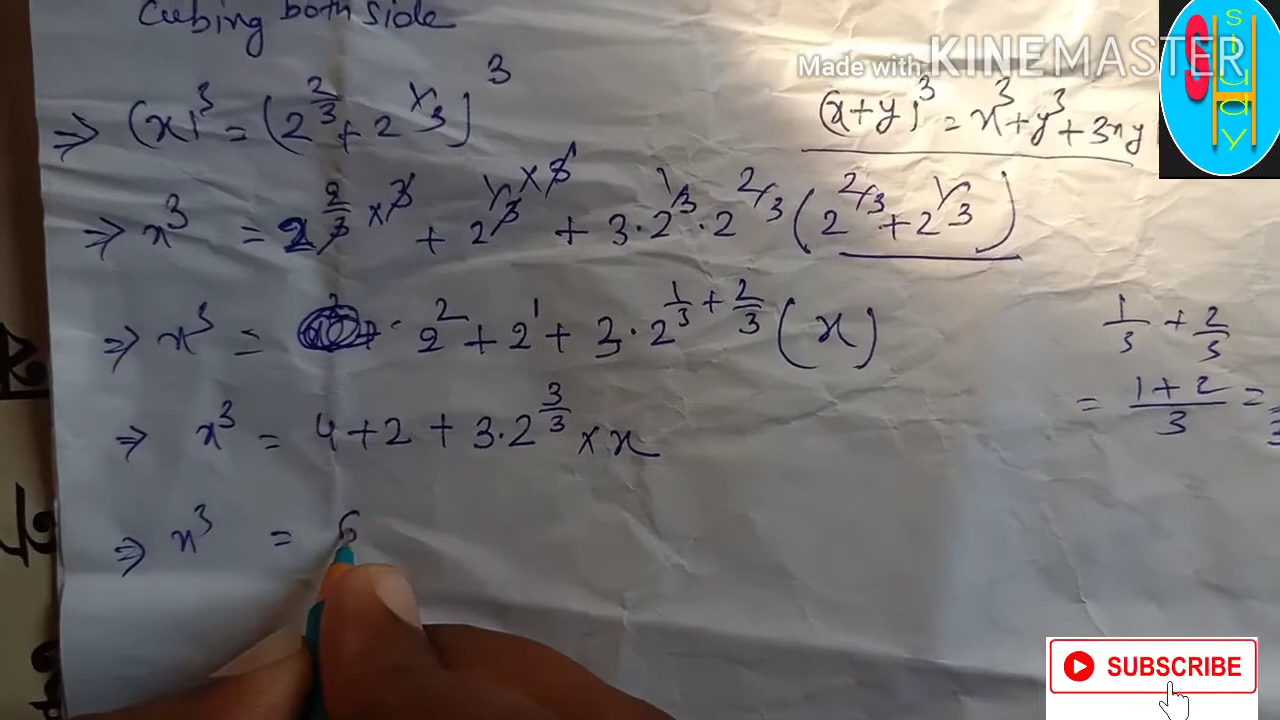 Cubing both side
⇒ (x)³ = (2^(2/3) + 2^(1/3))³
(x+y)³ = x³+y³+3xy
⇒ x³ = 2^(2/3 ×3) + 2^(1/3 ×3) + 3·2^(1/3)·2^(2/3) (2^(2/3) + 2^(1/3))
⇒ x³ = 2² + 2¹ + 3·2^(1/3 + 2/3) (x)
1/3 + 2/3
= (1+2)/3 =
⇒ x³ = 4+2 + 3·2^(3/3) × x
⇒ x³ = 6
Made with KINEMASTER
Study
SUBSCRIBE